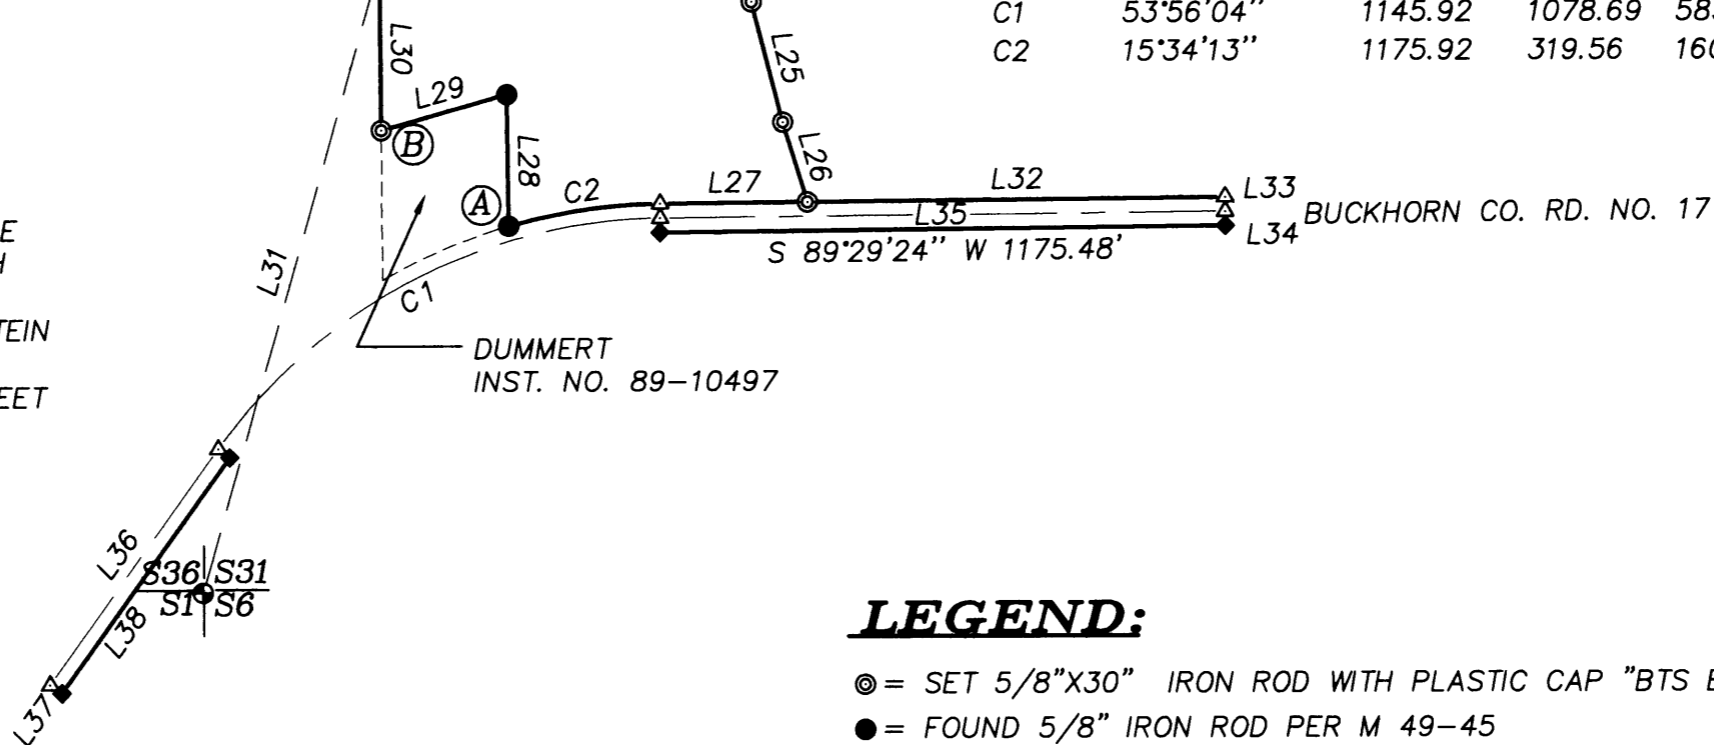 C1 53°56'04" 1145.92 1078.69
C2 15°34'13" 1175.92 319.56
L30
L25
L29
B
L28
L26
A
C2
L27
L32
L33
L35
BUCKHORN CO. RD. NO. 17
L34
S 89°29'24" W 1175.48'
L31
C1
DUMMERT
INST. NO. 89-10497
L36
S36 S31
S1 S6
L38
L37
LEGEND:
= SET 5/8"X30" IRON ROD WITH PLASTIC CAP "BTS
= FOUND 5/8" IRON ROD PER M 49-45